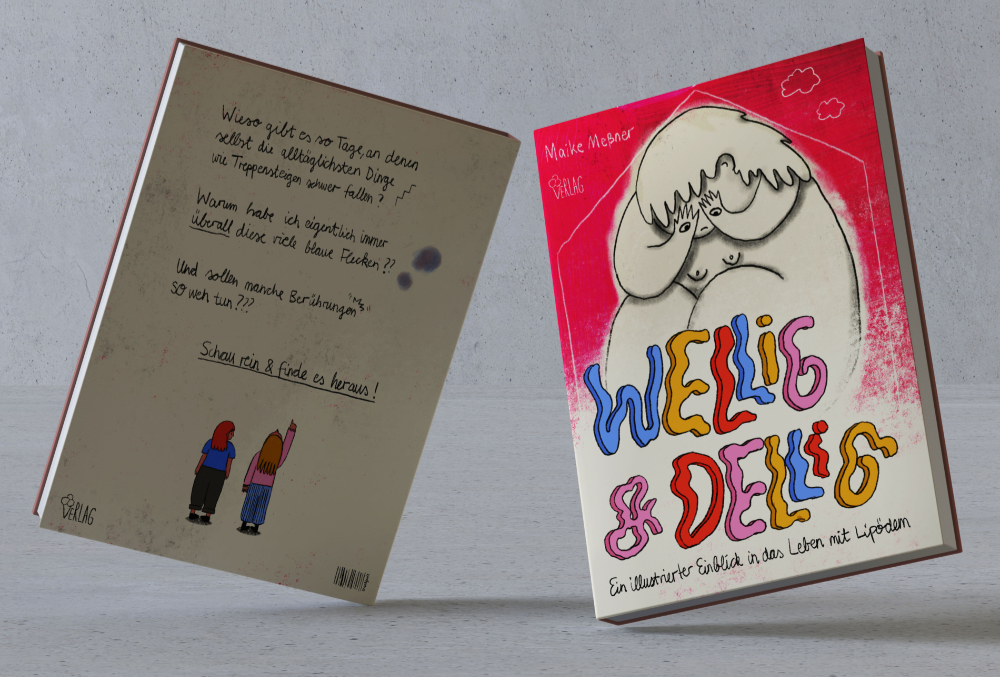 Wieso gibt es so Tage, an denen
selbst die alltäglichsten Dinge
wie Treppensteigen schwer fallen?
Warum habe ich eigentlich immer
überall diese viele blaue Flecken??
Und sollen manche Berührungen
so weh tun???
Schau rein & finde es heraus!
VERLAG
Maike Meßner
VERLAG
WELLiG
& DELLiG
Ein illustrierter Einblick in das Leben mit Lipödem